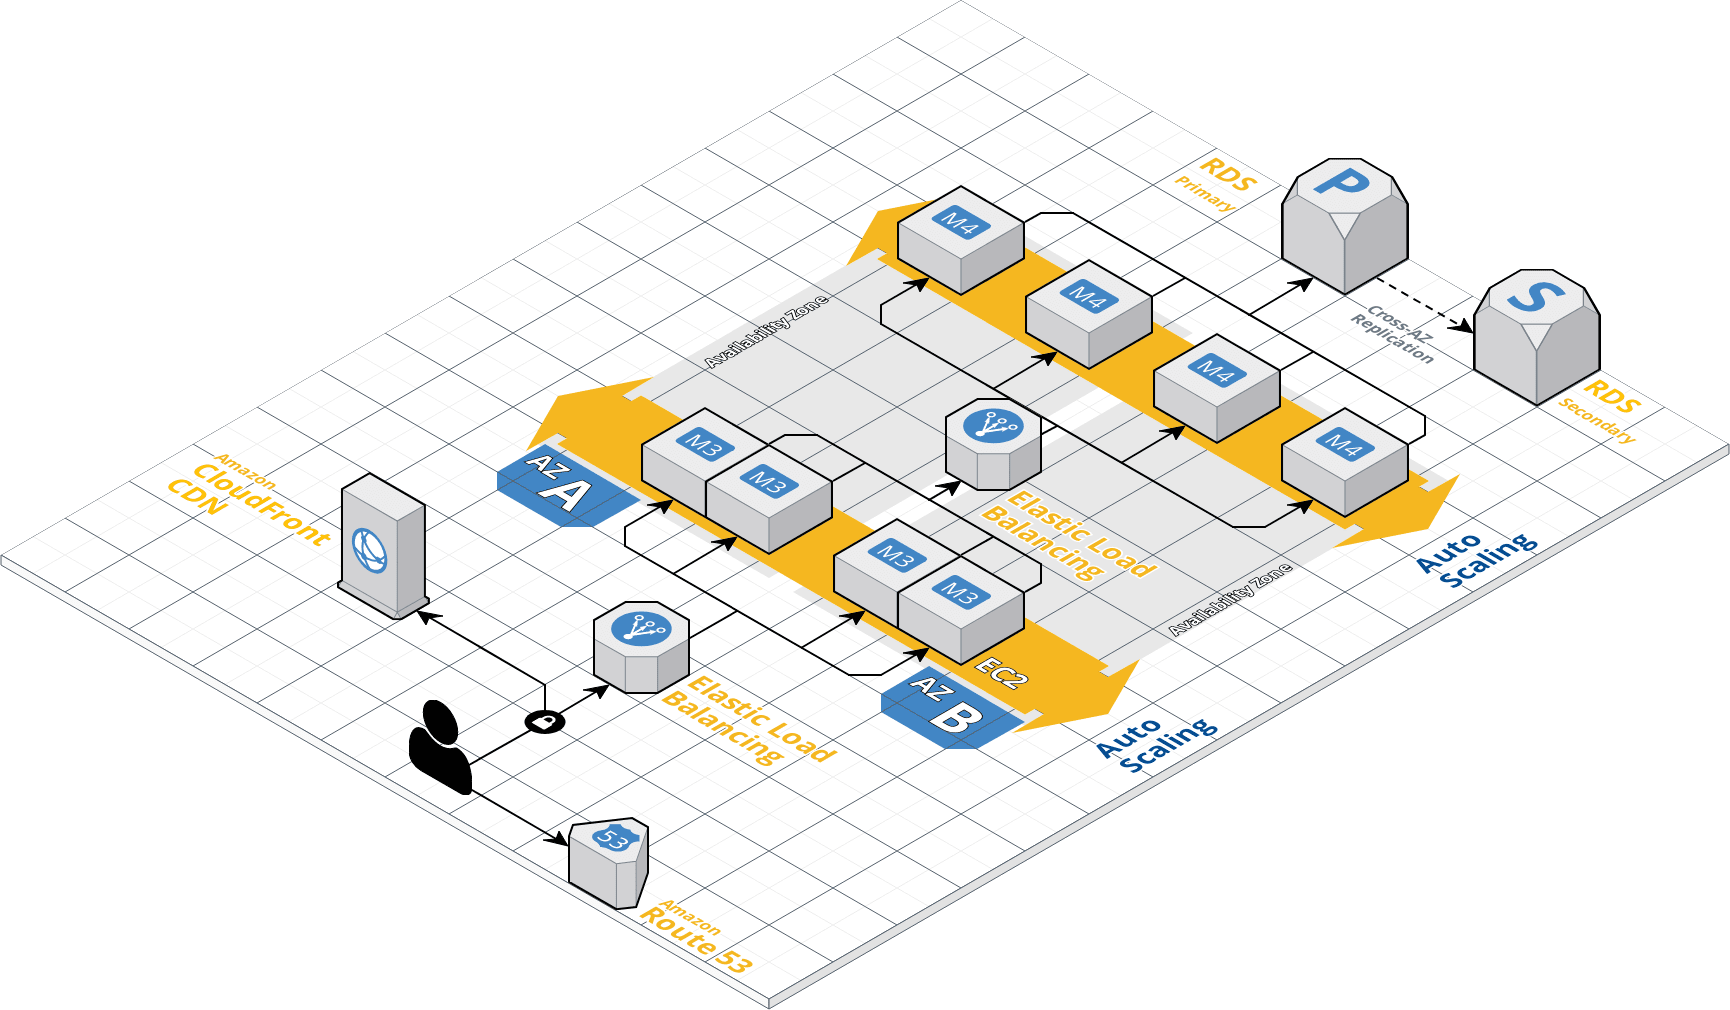 RDS
Primary
P
S
Cross-AZ
Replication
RDS
Secondary
M4
M4
M4
M4
Availability Zone
AZ
A
M3
M3
M3
M3
Elastic Load
Balancing
Availability Zone
Auto
Scaling
Amazon
CloudFront
CDN
EC2
AZ
B
Auto
Scaling
Elastic Load
Balancing
53
Amazon
Route 53